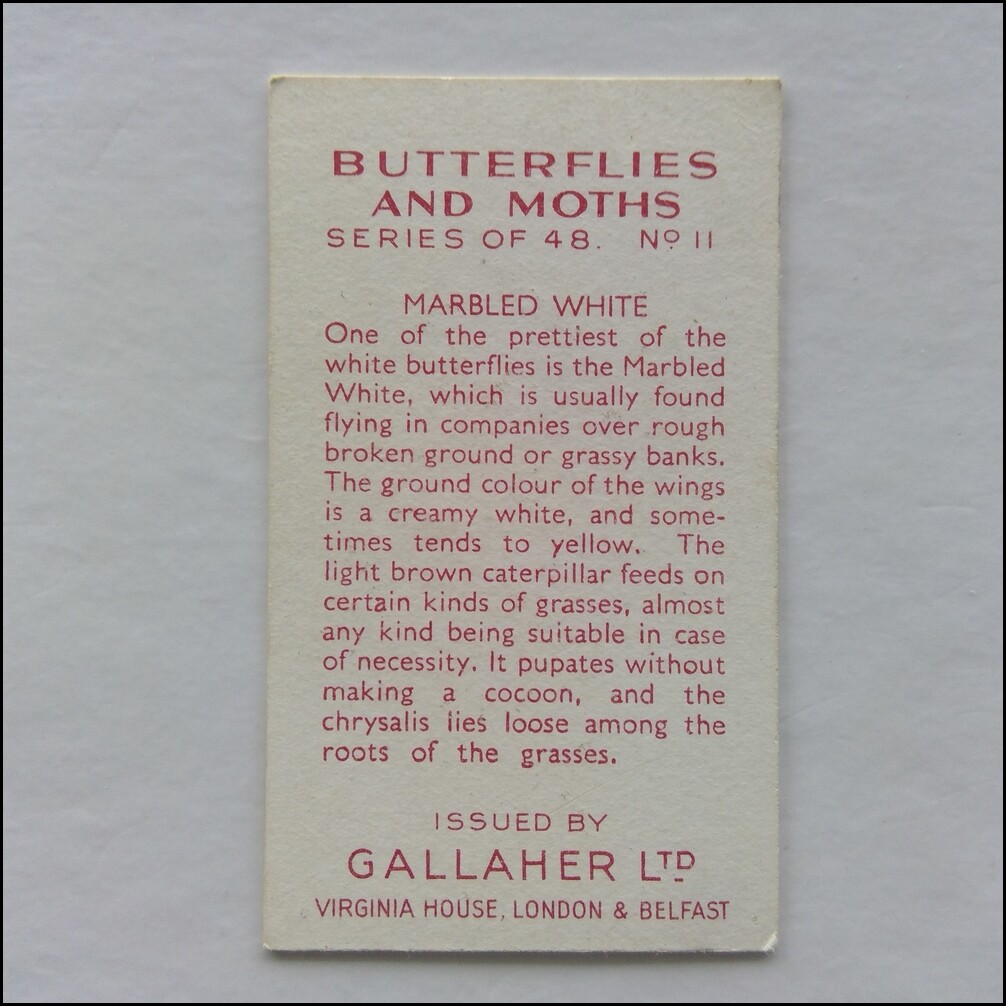 BUTTERFLIES
AND MOTHS
SERIES OF 48. Nº 11
MARBLED WHITE
One of the prettiest of the
white butterflies is the Marbled
White, which is usually found
flying in companies over rough
broken ground or grassy banks.
The ground colour of the wings
is a creamy white, and some-
times tends to yellow. The
light brown caterpillar feeds on
certain kinds of grasses, almost
any kind being suitable in case
of necessity. It pupates without
making a cocoon, and the
chrysalis lies loose among the
roots of the grasses.
ISSUED BY
GALLAHER LTD
VIRGINIA HOUSE, LONDON & BELFAST